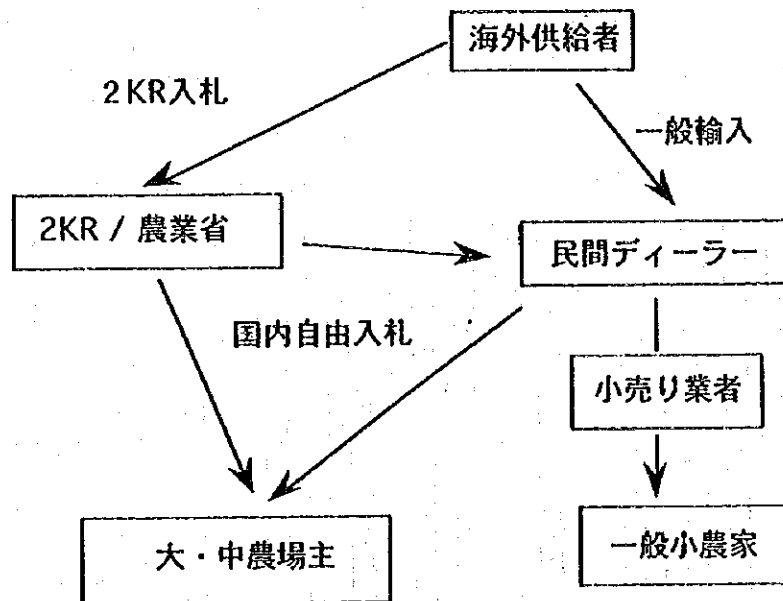 海外供給者
2KR入札
一般輸入
2KR / 農業省
民間ディーラー
国内自由入札
小売り業者
大・中農場主
一般小農家